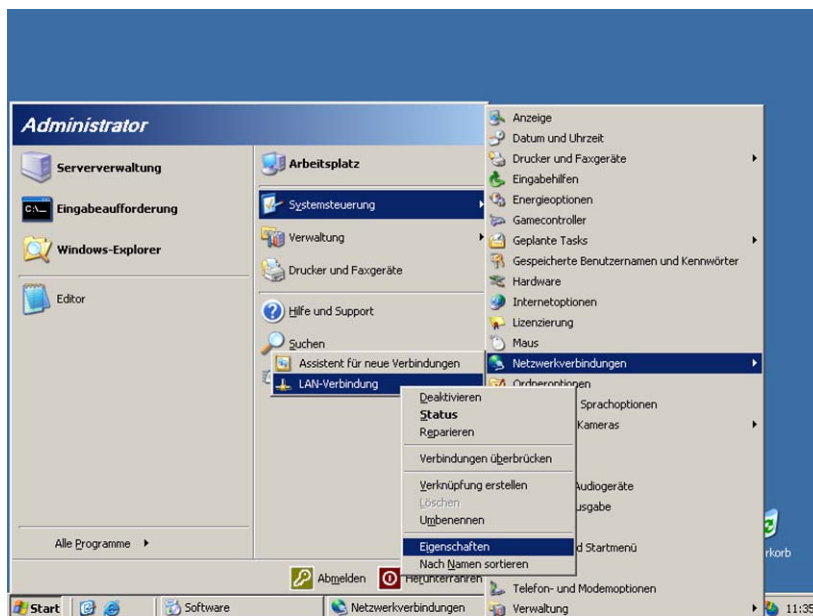 Administrator
Serververwaltung
Eingabeaufforderung
Windows-Explorer
Editor
Alle Programme
Arbeitsplatz
Systemsteuerung
Verwaltung
Drucker und Faxgeräte
Hilfe und Support
Suchen
Assistent für neue Verbindungen
LAN-Verbindung
Anzeige
Datum und Uhrzeit
Drucker und Faxgeräte
Eingabehilfen
Energieoptionen
Gamecontroller
Geplante Tasks
Gespeicherte Benutzernamen und Kennwörter
Hardware
Internetoptionen
Lizenzierung
Maus
Netzwerkverbindungen
Ordneroptionen
Sprachoptionen
Kameras
Audiogeräte
d Startmenü
Telefon- und Modemoptionen
Verwaltung
Deaktivieren
Status
Reparieren
Verbindungen überbrücken
Verknüpfung erstellen
Löschen
Umbenennen
Eigenschaften
Nach Namen sortieren
Abmelden
Herunterfahren
Start
Software
Netzwerkverbindungen
11:35